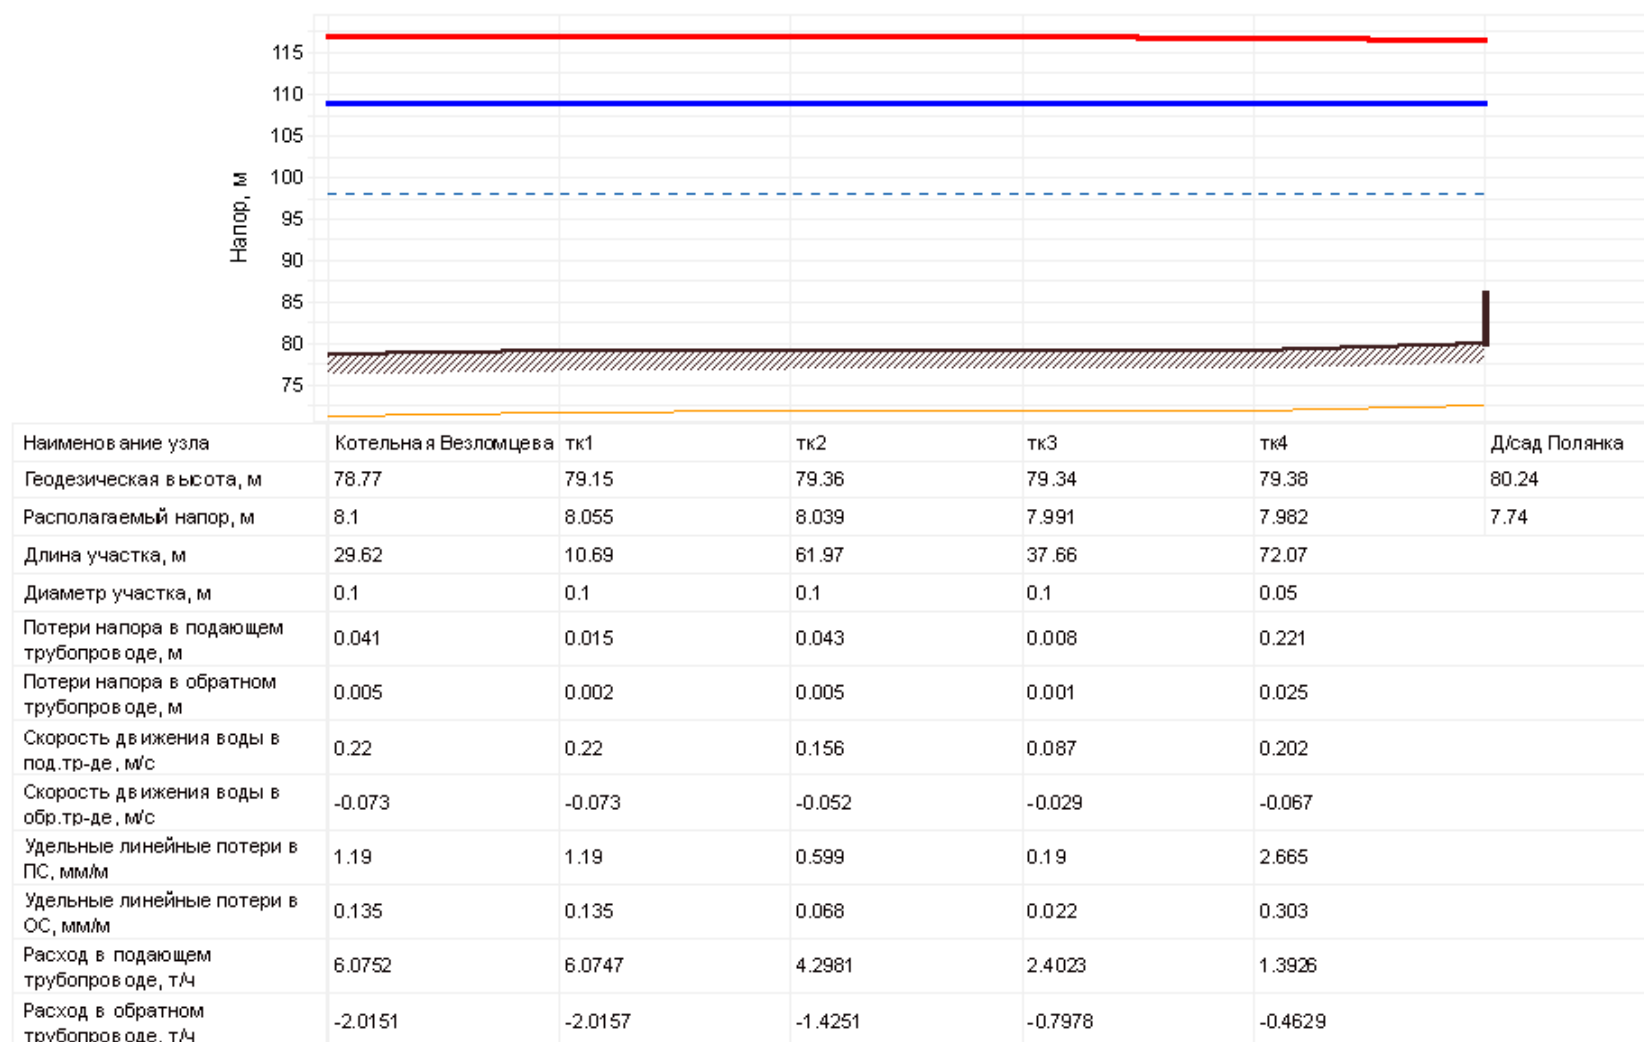 115
110
105
100
95
90
85
80
75
Напор, м
Наименование узла Котельная Везломцева тк1 тк2 тк3 тк4 Д/сад Полянка
Геодезическая высота, м 78.77 79.15 79.36 79.34 79.38 80.24
Располагаемый напор, м 8.1 8.055 8.039 7.991 7.982 7.74
Длина участка, м 29.62 10.69 61.97 37.66 72.07
Диаметр участка, м 0.1 0.1 0.1 0.1 0.05
Потери напора в подающем
трубопроводе, м 0.041 0.015 0.043 0.008 0.221
Потери напора в обратном
трубопроводе, м 0.005 0.002 0.005 0.001 0.025
Скорость движения воды в
под.тр-де, м/с 0.22 0.22 0.156 0.087 0.202
Скорость движения воды в
обр.тр-де, м/с -0.073 -0.073 -0.052 -0.029 -0.067
Удельные линейные потери в
ПС, мм/м 1.19 1.19 0.599 0.19 2.665
Удельные линейные потери в
ОС, мм/м 0.135 0.135 0.068 0.022 0.303
Расход в подающем
трубопроводе, т/ч 6.0752 6.0747 4.2981 2.4023 1.3926
Расход в обратном
трубопроводе, т/ч -2.0151 -2.0157 -1.4251 -0.7978 -0.4629